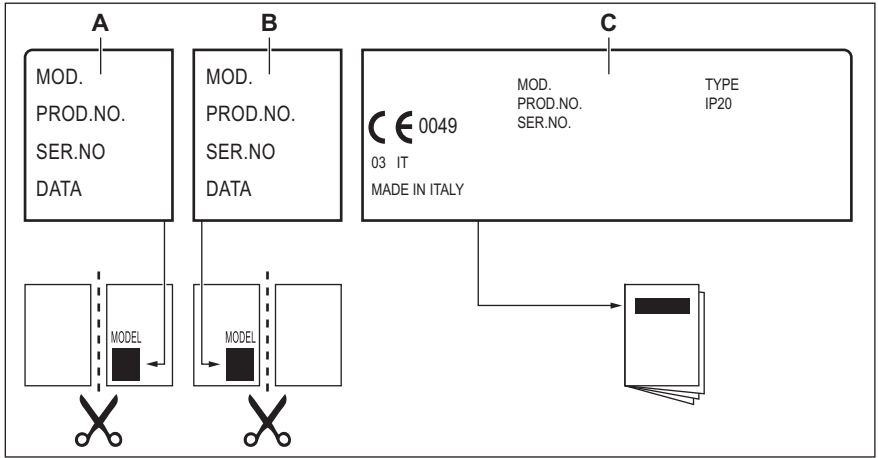 A
B
C
MOD.
PROD.NO.
SER.NO
DATA
MOD.
PROD.NO.
SER.NO
DATA
MOD.
PROD.NO.
SER.NO.
TYPE
IP20
CE 0049
03 IT
MADE IN ITALY
MODEL
MODEL